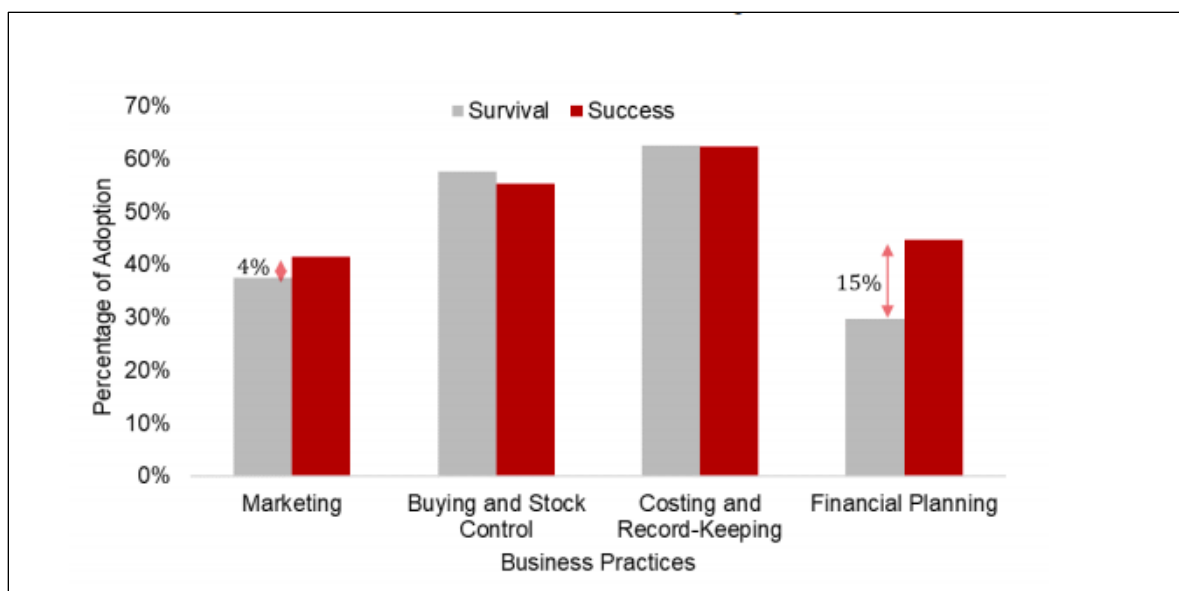 70%
Survival Success
60%
50%
40%
30%
20%
10%
0%
Percentage of Adoption
4%
15%
Marketing
Buying and Stock
Control
Costing and
Record-Keeping
Financial Planning
Business Practices